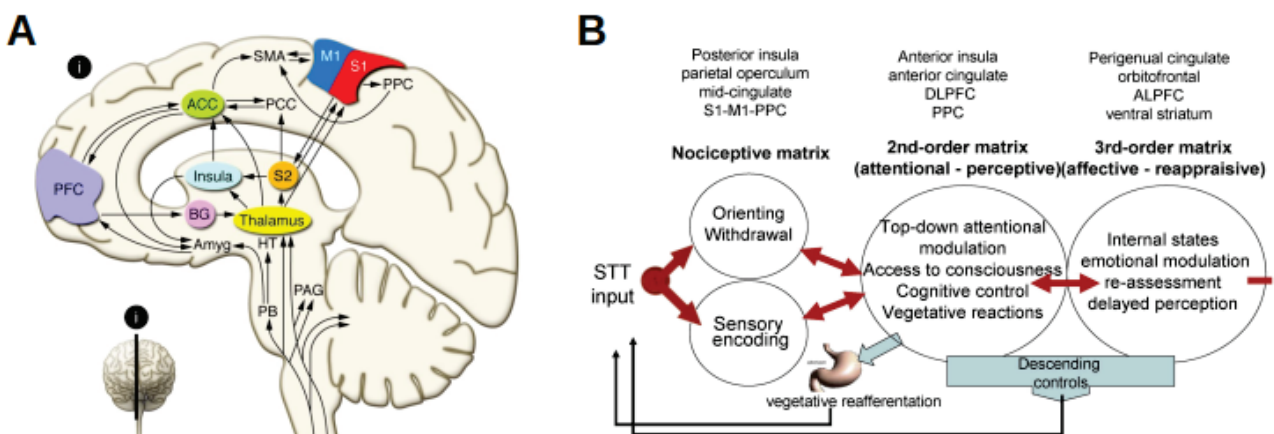 A
i
SMA
M1
S1
PPC
ACC
PCC
PFC
Insula
S2
BG
Thalamus
Amyg
HT
PAG
PB
i
B
Posterior insula
parietal operculum
mid-cingulate
S1-M1-PPC
Anterior insula
anterior cingulate
DLPFC
PPC
Perigenual cingulate
orbitofrontal
ALPFC
ventral striatum
Nociceptive matrix
2nd-order matrix
(attentional - perceptive)
3rd-order matrix
(affective - reappraisive)
STT
input
Orienting
Withdrawal
Sensory
encoding
Top-down attentional
modulation
Access to consciousness
Cognitive control
Vegetative reactions
Internal states
emotional modulation
re-assessment
delayed perception
Descending
controls
vegetative reafferentation